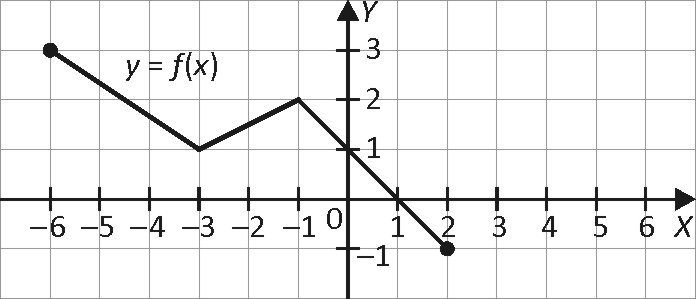 Y
3
y = f(x)
2
1
0
–6 –5 –4 –3 –2 –1 1 2 3 4 5 6 X
–1